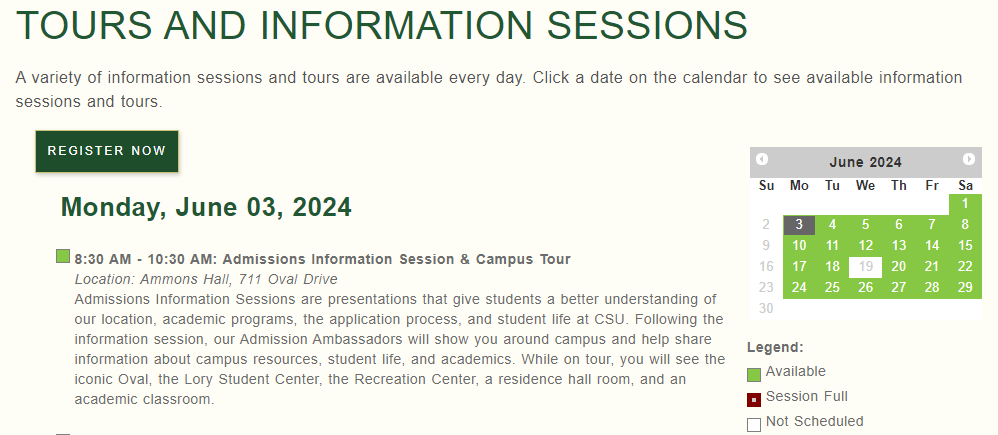 TOURS AND INFORMATION SESSIONS
A variety of information sessions and tours are available every day. Click a date on the calendar to see available information
sessions and tours.
REGISTER NOW
Monday, June 03, 2024
8:30 AM - 10:30 AM: Admissions Information Session & Campus Tour
Location: Ammons Hall, 711 Oval Drive
Admissions Information Sessions are presentations that give students a better understanding of
our location, academic programs, the application process, and student life at CSU. Following the
information session, our Admission Ambassadors will show you around campus and help share
information about campus resources, student life, and academics. While on tour, you will see the
iconic Oval, the Lory Student Center, the Recreation Center, a residence hall room, and an
academic classroom.
June 2024
Su Mo Tu We Th Fr Sa
1
2 3 4 5 6 7 8
9 10 11 12 13 14 15
16 17 18 19 20 21 22
23 24 25 26 27 28 29
30
Legend:
Available
Session Full
Not Scheduled